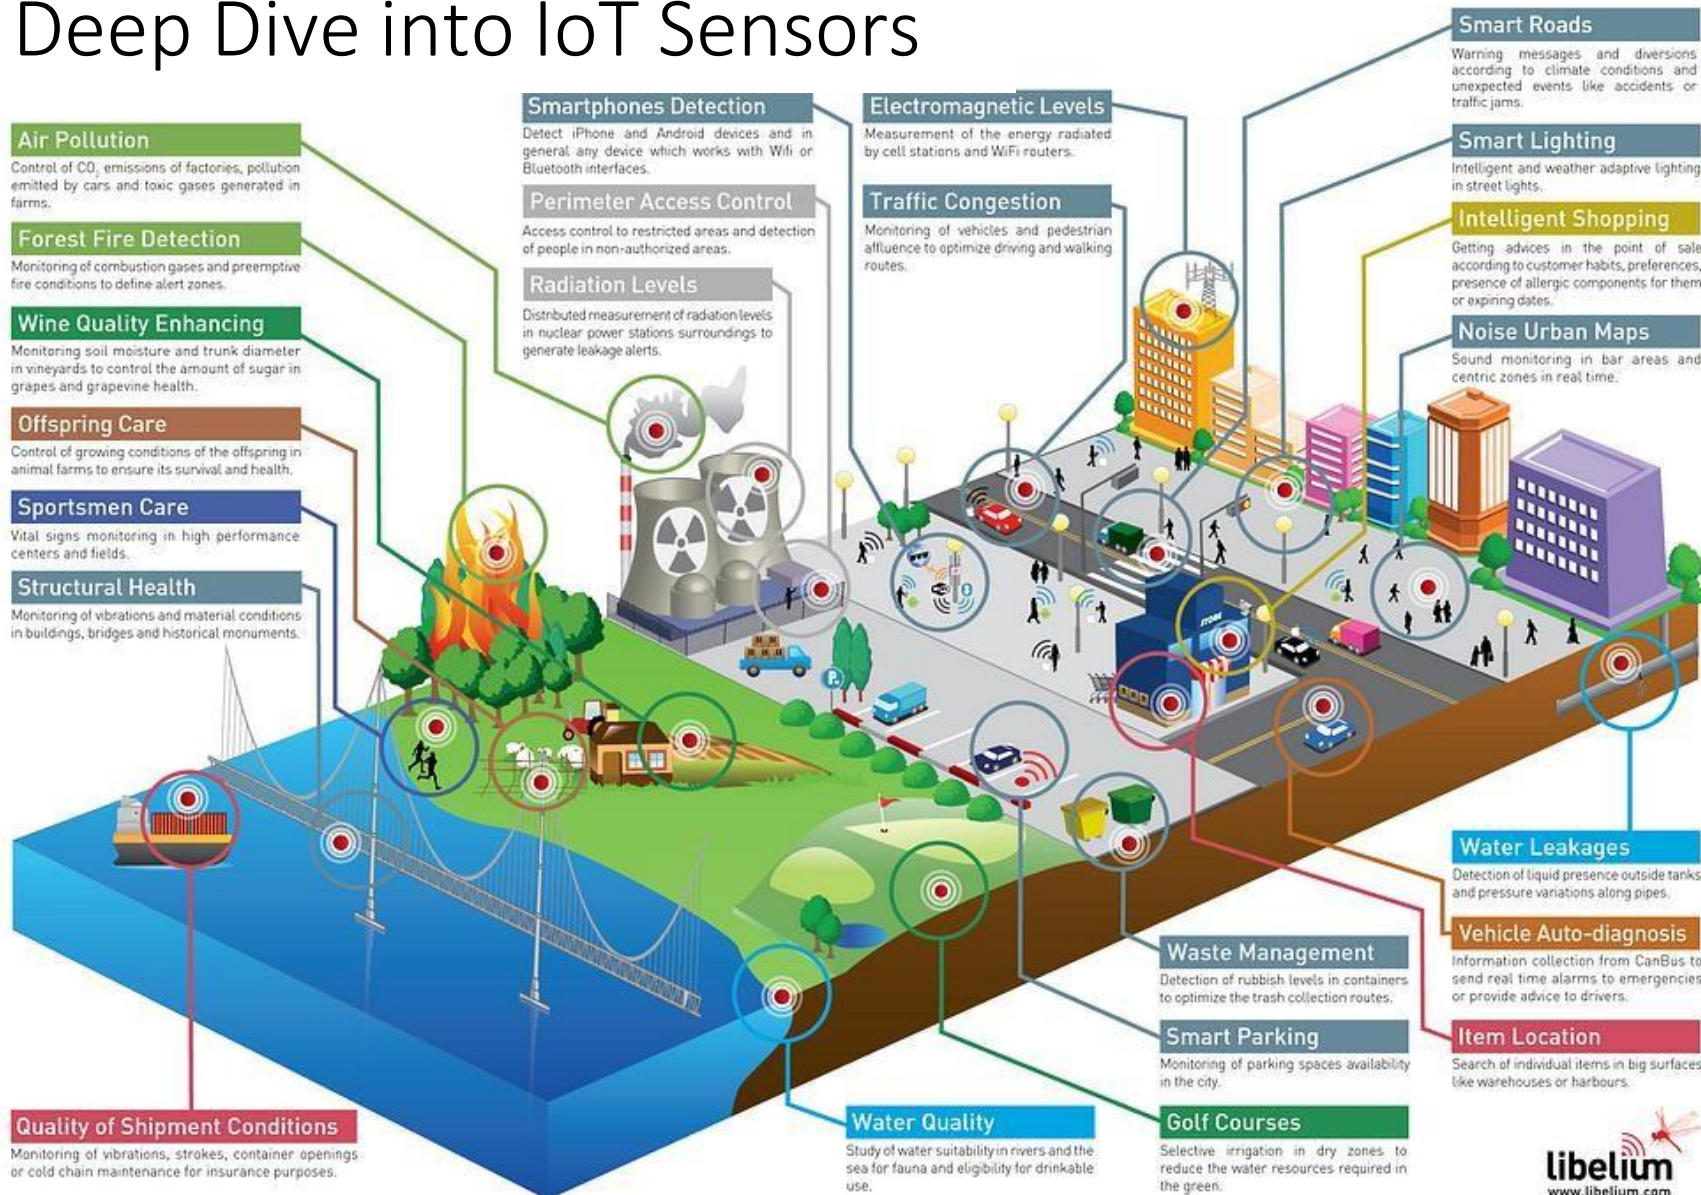 Deep Dive into IoT Sensors
Air Pollution
Control of CO₂ emissions of factories, pollution
emitted by cars and toxic gases generated in
farms.
Forest Fire Detection
Monitoring of combustion gases and preemptive
fire conditions to define alert zones.
Wine Quality Enhancing
Monitoring soil moisture and trunk diameter
in vineyards to control the amount of sugar in
grapes and grapevine health.
Offspring Care
Control of growing conditions of the offspring in
animal farms to ensure its survival and health.
Sportsmen Care
Vital signs monitoring in high performance
centers and fields.
Structural Health
Monitoring of vibrations and material conditions
in buildings, bridges and historical monuments.
Quality of Shipment Conditions
Monitoring of vibrations, strokes, container openings
or cold chain maintenance for insurance purposes.
Smartphones Detection
Detect iPhone and Android devices and in
general any device which works with Wifi or
Bluetooth interfaces.
Perimeter Access Control
Access control to restricted areas and detection
of people in non-authorized areas.
Radiation Levels
Distributed measurement of radiation levels
in nuclear power stations surroundings to
generate leakage alerts.
Electromagnetic Levels
Measurement of the energy radiated
by cell stations and WiFi routers.
Traffic Congestion
Monitoring of vehicles and pedestrian
affluence to optimize driving and walking
routes.
Smart Roads
Warning messages and diversions
according to climate conditions and
unexpected events like accidents or
traffic jams.
Smart Lighting
Intelligent and weather adaptive lighting
in street lights.
Intelligent Shopping
Getting advices in the point of sale
according to customer habits, preferences,
presence of allergic components for them
or expiring dates.
Noise Urban Maps
Sound monitoring in bar areas and
centric zones in real time.
STORE
P
Water Leakages
Detection of liquid presence outside tanks
and pressure variations along pipes.
Vehicle Auto-diagnosis
Information collection from CanBus to
send real time alarms to emergencies
or provide advice to drivers.
Item Location
Search of individual items in big surfaces
like warehouses or harbours.
Waste Management
Detection of rubbish levels in containers
to optimize the trash collection routes.
Smart Parking
Monitoring of parking spaces availability
in the city.
Golf Courses
Selective irrigation in dry zones to
reduce the water resources required in
the green.
Water Quality
Study of water suitability in rivers and the
sea for fauna and eligibility for drinkable
use.
libelium
www.libelium.com